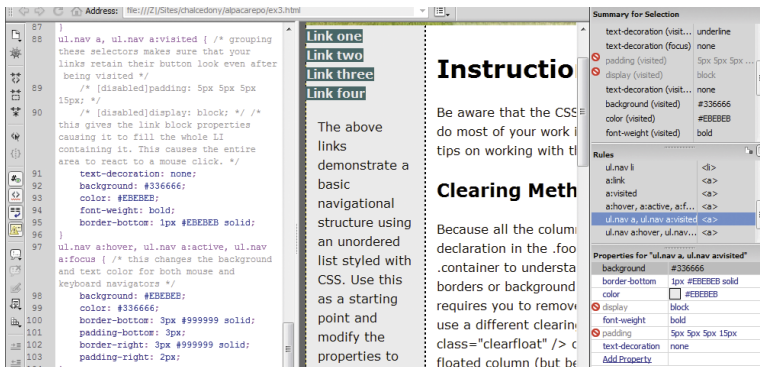 Address: file:///Z|/Sites/chalcedony/alpacarepo/ex3.html
87 }
88 ul.nav a, ul.nav a:visited { /* grouping
these selectors makes sure that your
links retain their button look even after
being visited */
89 /* [disabled]padding: 5px 5px 5px
15px; */
90 /* [disabled]display: block; */ /*
this gives the link block properties
causing it to fill the whole LI
containing it. This causes the entire
area to react to a mouse click. */
91 text-decoration: none;
92 background: #336666;
93 color: #EBEBEB;
94 font-weight: bold;
95 border-bottom: 1px #EBEBEB solid;
96 }
97 ul.nav a:hover, ul.nav a:active, ul.nav
a:focus { /* this changes the background
and text color for both mouse and
keyboard navigators */
98 background: #EBEBEB;
99 color: #336666;
100 border-bottom: 3px #999999 solid;
101 padding-bottom: 3px;
102 border-right: 3px #999999 solid;
103 padding-right: 2px;
Link one
Link two
Link three
Link four
The above
links
demonstrate a
basic
navigational
structure using
an unordered
list styled with
CSS. Use this
as a starting
point and
modify the
properties to
Instructio
Be aware that the CSS
do most of your work i
tips on working with th
Clearing Meth
Because all the colum
declaration in the .foo
.container to understa
borders or background
requires you to remov
use a different clearin
class="clearfloat" /> c
floated column (but be
Summary for Selection
text-decoration (visit... underline
text-decoration (focus) none
padding (visited) 5px 5px 5px ...
display (visited) block
text-decoration (visit... none
background (visited) #336666
color (visited) #EBEBEB
font-weight (visited) bold
Rules
ul.nav li <li>
a:link <a>
a:visited <a>
a:hover, a:active, a:f... <a>
ul.nav a, ul.nav a:visited <a>
ul.nav a:hover, ul.nav... <a>
Properties for "ul.nav a, ul.nav a:visited"
background #336666
border-bottom 1px #EBEBEB solid
color #EBEBEB
display block
font-weight bold
padding 5px 5px 5px 15px
text-decoration none
Add Property